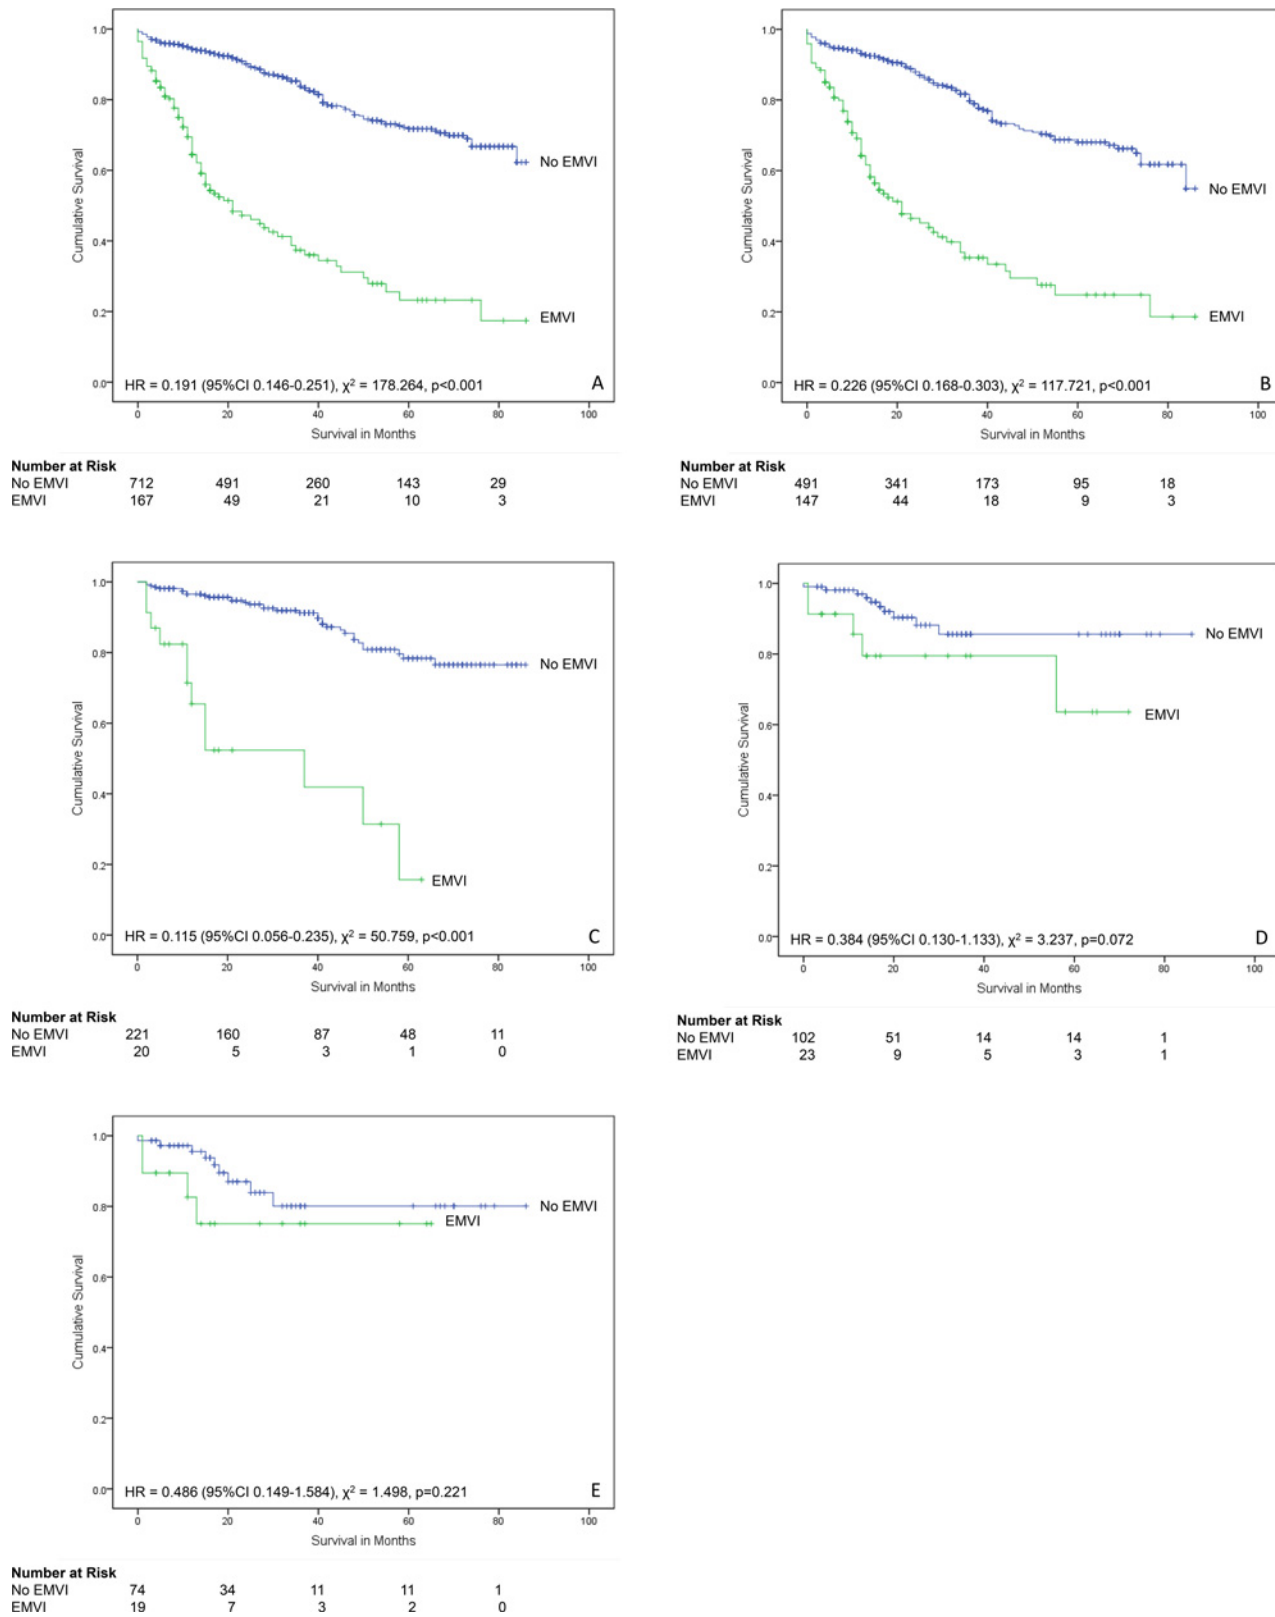 Cumulative Survival
1.0
0.8
0.6
0.4
0.2
0.0
No EMVI
EMVI
HR = 0.191 (95%CI 0.146-0.251), χ² = 178.264, p<0.001
A
0 20 40 60 80 100
Survival in Months
Number at Risk
No EMVI 712 491 260 143 29
EMVI 167 49 21 10 3
Cumulative Survival
1.0
0.8
0.6
0.4
0.2
0.0
No EMVI
EMVI
HR = 0.226 (95%CI 0.168-0.303), χ² = 117.721, p<0.001
B
0 20 40 60 80 100
Survival in Months
Number at Risk
No EMVI 491 341 173 95 18
EMVI 147 44 18 9 3
Cumulative Survival
1.0
0.8
0.6
0.4
0.2
0.0
No EMVI
EMVI
HR = 0.115 (95%CI 0.056-0.235), χ² = 50.759, p<0.001
C
0 20 40 60 80 100
Survival in Months
Number at Risk
No EMVI 221 160 87 48 11
EMVI 20 5 3 1 0
Cumulative Survival
1.0
0.8
0.6
0.4
0.2
0.0
No EMVI
EMVI
HR = 0.384 (95%CI 0.130-1.133), χ² = 3.237, p=0.072
D
0 20 40 60 80 100
Survival in Months
Number at Risk
No EMVI 102 51 14 14 1
EMVI 23 9 5 3 1
Cumulative Survival
1.0
0.8
0.6
0.4
0.2
0.0
No EMVI
EMVI
HR = 0.486 (95%CI 0.149-1.584), χ² = 1.498, p=0.221
E
0 20 40 60 80 100
Survival in Months
Number at Risk
No EMVI 74 34 11 11 1
EMVI 19 7 3 2 0